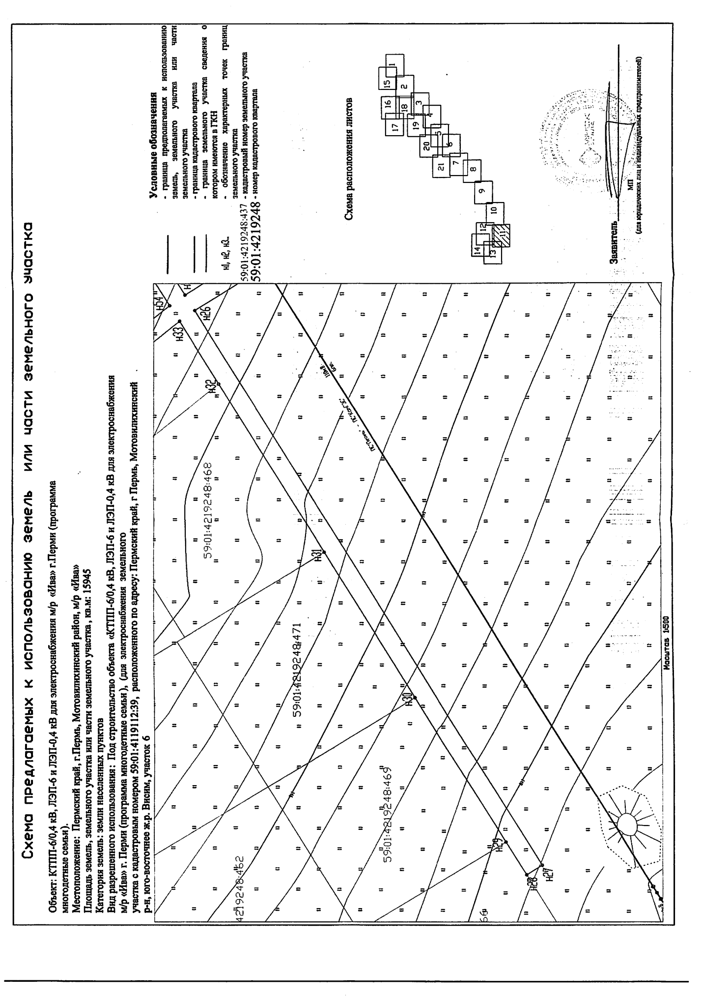 Схема предлагаемых к использованию земель или части земельного участка
Объект: КТПП-6/0,4 кВ, ЛЭП-6 и ЛЭП-0,4 кВ для электроснабжения м/р «Ива» г.Перми (программа
многодетные семьи).
Местоположение: Пермский край, г.Пермь, Мотовилихинский район, м/р «Ива»
Площадь земель, земельного участка или части земельного участка, кв.м: 15945
Категория земель: земли населенных пунктов
Вид разрешенного использования: Под строительство объекта «КТПП-6/0,4 кВ, ЛЭП-6 и ЛЭП-0,4 кВ для электроснабжения
м/р «Ива» г. Перми (программа многодетные семьи), (для электроснабжения земельного
участка с кадастровым номером 59:01:4119112:39, расположенного по адресу: Пермский край, г Пермь, Мотовилихинский
р-н, юго-восточнее ж.р. Висим, участок 6
Условные обозначения
- граница предполагаемых к использованию
земель, земельного участка или части
земельного участка
- граница кадастрового квартала
- граница земельного участка сведения о
котором имеются в ГКН
н1, н2, н3..
- обозначение характерных точек границ
земельного участка
59:01:4219248:437 - кадастровый номер земельного участка
59:01:4219248 - номер кадастрового квартала
н54
н33
н26
н32
59:01:4219248:468
110кВ
6пр.
н31
59:01:4219248:471
н30
59:01:4219248:469
н29
н28
н27
4219248:462
66
Масштаб 1:500
Схема расположения листов
1
15
2
16
18
3
17
4
19
5
20
6
21
7
8
9
10
12
11
14
13
Заявитель
МП
(для юридических лиц и индивидуальных предпринимателей)